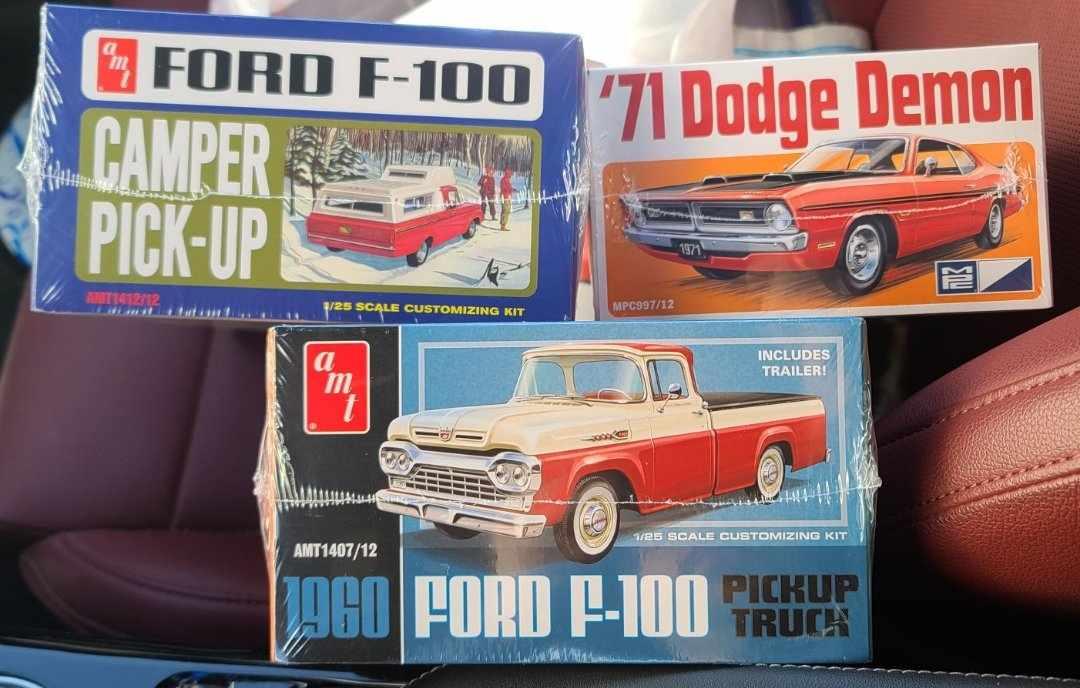 amt
FORD F-100
CAMPER
PICK-UP
AMT1412/12
1/25 SCALE CUSTOMIZING KIT
'71 Dodge Demon
1971
MPC997/12
MPC
amt
INCLUDES
TRAILER!
1/25 SCALE CUSTOMIZING KIT
AMT1407/12
1960 FORD F-100 PICKUP
TRUCK